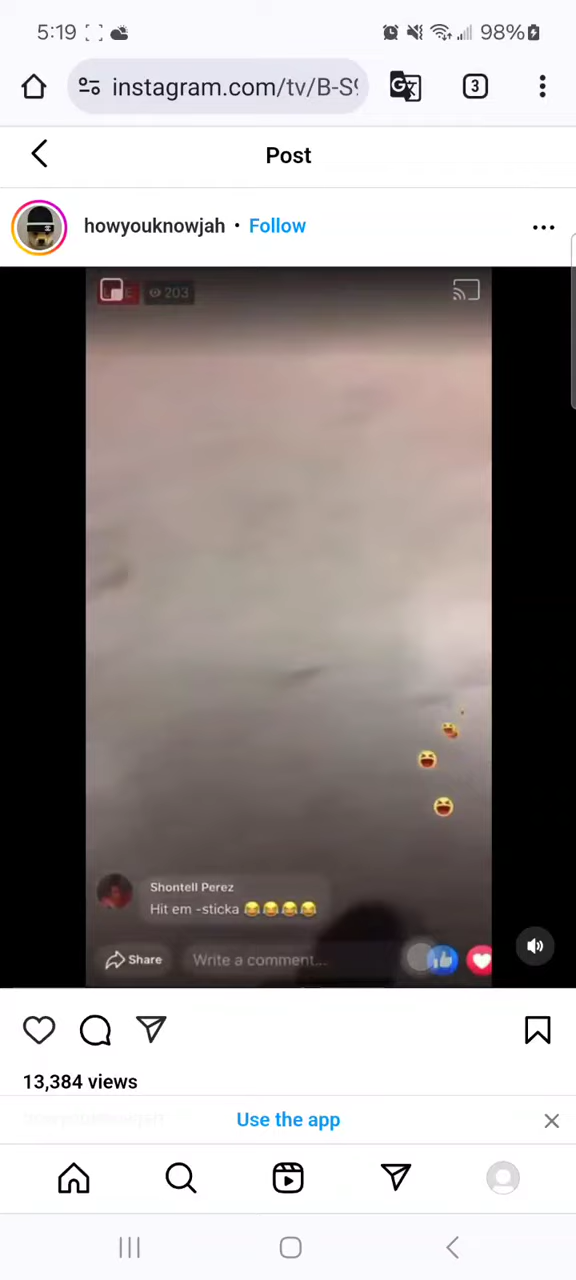 5:19
98%
instagram.com/tv/B-S9
3
Post
howyouknowjah • Follow
203
Shontell Perez
Hit em -sticka 😂😂😂😂
Share
Write a comment...
13,384 views
Use the app